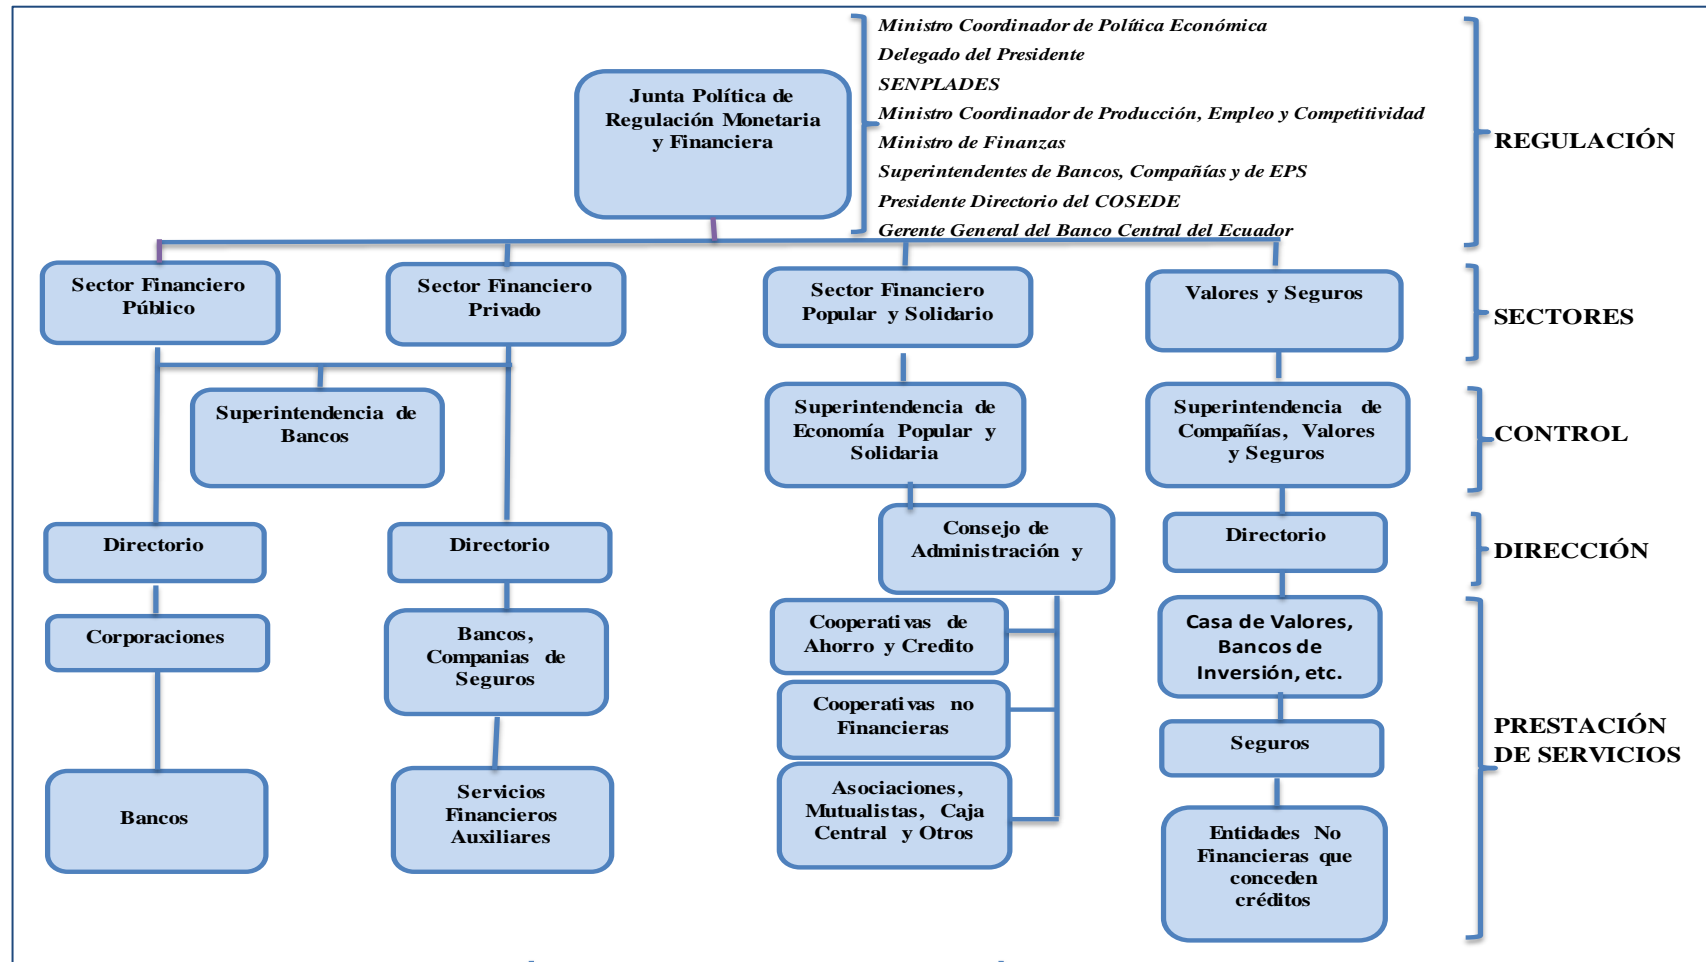 Ministro Coordinador de Política Económica
Delegado del Presidente
SENPLADES
Ministro Coordinador de Producción, Empleo y Competitividad
Ministro de Finanzas
Superintendentes de Bancos, Compañías y de EPS
Presidente Directorio del COSEDE
Gerente General del Banco Central del Ecuador
Junta Política de
Regulación Monetaria
y Financiera
REGULACIÓN
Sector Financiero
Público
Sector Financiero
Privado
Sector Financiero
Popular y Solidario
Valores y Seguros
SECTORES
Superintendencia de
Bancos
Superintendencia de
Economía Popular y
Solidaria
Superintendencia de
Compañías, Valores
y Seguros
CONTROL
Directorio
Directorio
Consejo de
Administración y
Directorio
DIRECCIÓN
Corporaciones
Bancos,
Companias de
Seguros
Cooperativas de
Ahorro y Credito
Casa de Valores,
Bancos de
Inversión, etc.
Cooperativas no
Financieras
Seguros
PRESTACIÓN
DE SERVICIOS
Bancos
Servicios
Financieros
Auxiliares
Asociaciones,
Mutualistas, Caja
Central y Otros
Entidades No
Financieras que
conceden
créditos